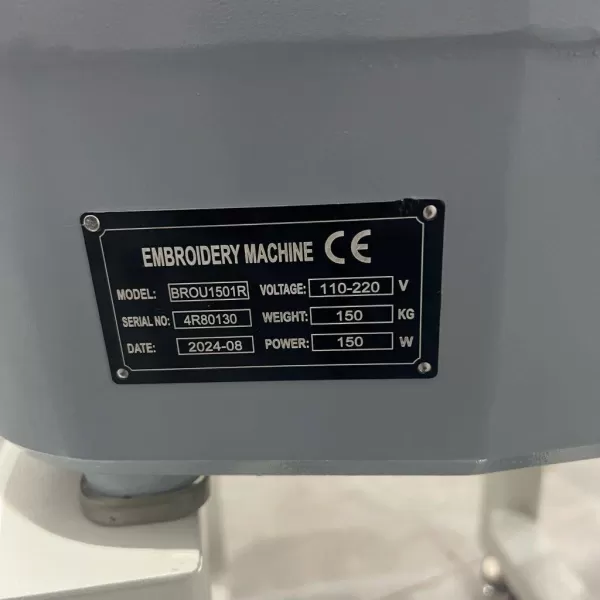 EMBROIDERY MACHINE CE
MODEL: BROU1501R VOLTAGE: 110-220 V
SERIAL NO: 4R80130 WEIGHT: 150 KG
DATE: 2024-08 POWER: 150 W